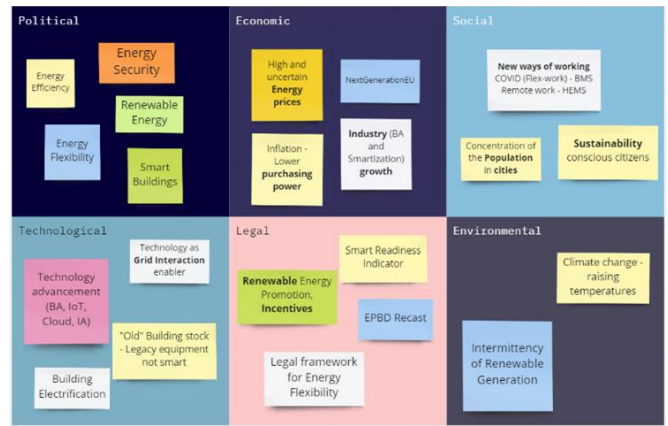 Political
Energy
Efficiency
Energy
Security
Renewable
Energy
Energy
Flexibility
Smart
Buildings
Economic
High and
uncertain
Energy
prices
NextGenerationEU
Inflation -
Lower
purchasing
power
Industry (BA
and
Smartization)
growth
Social
New ways of working
COVID (Flex-work) - BMS
Remote work - HEMS
Concentration of
the Population
in cities
Sustainability
conscious citizens
Technological
Technology as
Grid Interaction
enabler
Technology
advancement
(BA, IoT,
Cloud, IA)
"Old" Building stock
- Legacy equipment
not smart
Building
Electrification
Legal
Smart Readiness
Indicator
Renewable Energy
Promotion,
Incentives
EPBD Recast
Legal framework
for Energy
Flexibility
Environmental
Climate change -
raising
temperatures
Intermittency
of Renewable
Generation